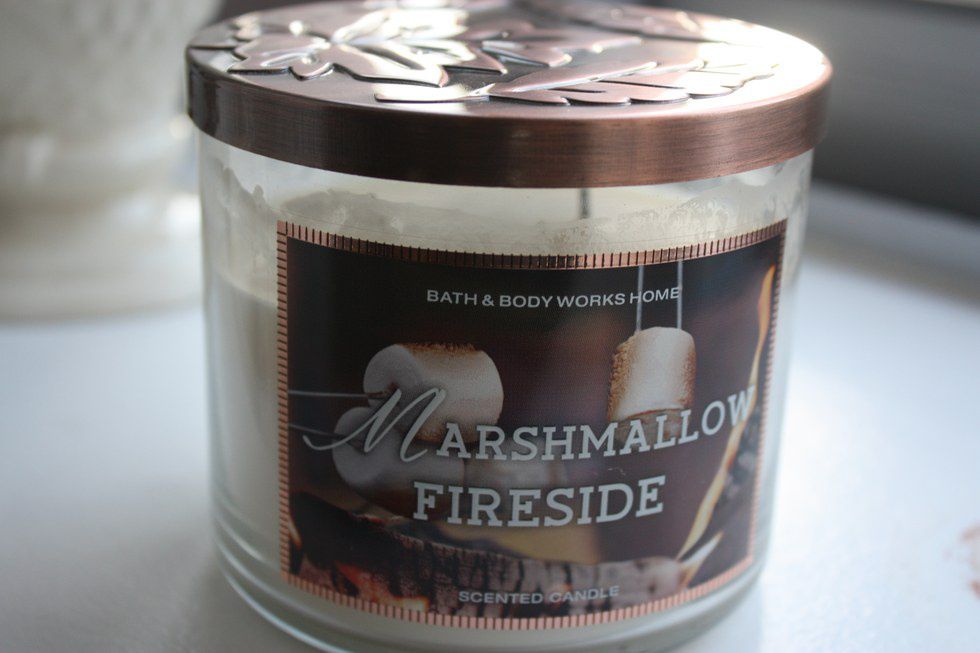 BATH & BODY WORKS HOME
MARSHMALLOW
FIRESIDE
SCENTED CANDLE